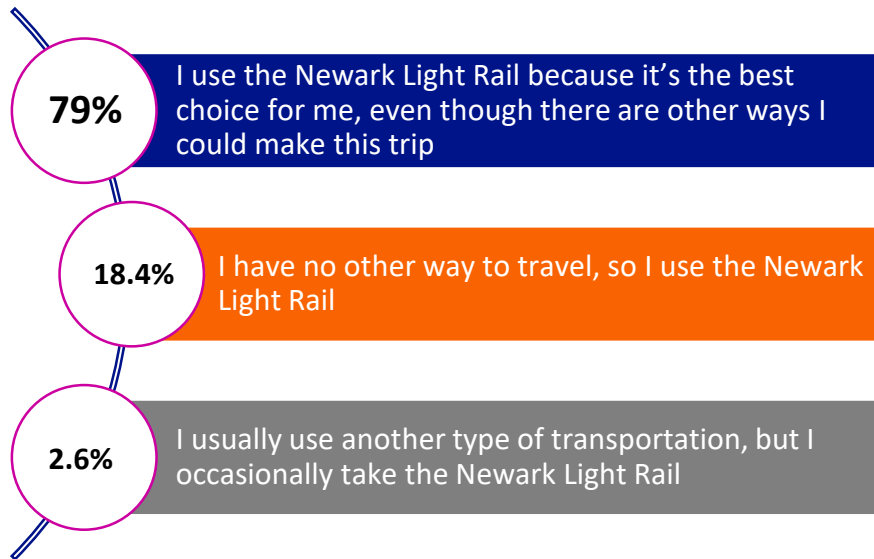 79%
I use the Newark Light Rail because it’s the best
choice for me, even though there are other ways I
could make this trip
18.4%
I have no other way to travel, so I use the Newark
Light Rail
2.6%
I usually use another type of transportation, but I
occasionally take the Newark Light Rail